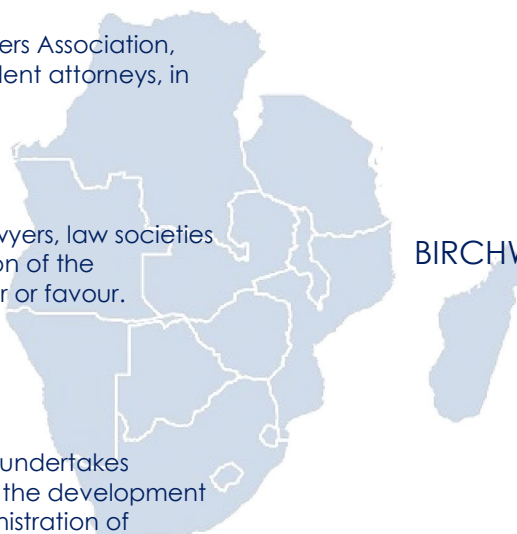 ers Association,
dent attorneys, in
wyers, law societies
on of the
r or favour.
BIRCHW
undertakes
the development
nistration of